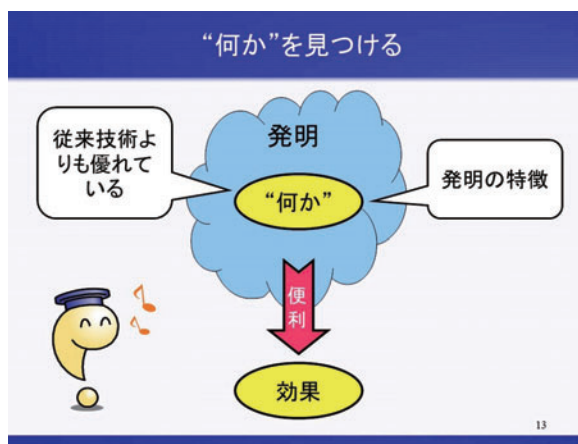 “何か”を見つける
従来技術よ
りも優れて
いる
発明
“何か”
発明の特徴
便
利
効果
13